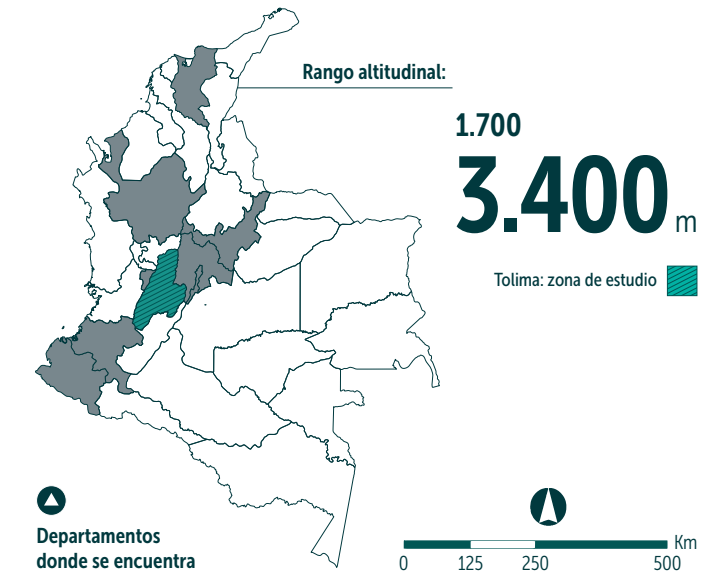 Rango altitudinal:
1.700
3.400 m
Tolima: zona de estudio
Departamentos
donde se encuentra
Km
0 125 250 500